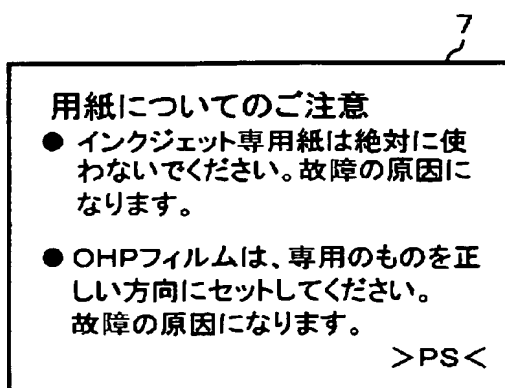 7
用紙についてのご注意
● インクジェット専用紙は絶対に使
わないでください。故障の原因に
なります。
● OHPフィルムは、専用のものを正
しい方向にセットしてください。
故障の原因になります。
>PS<